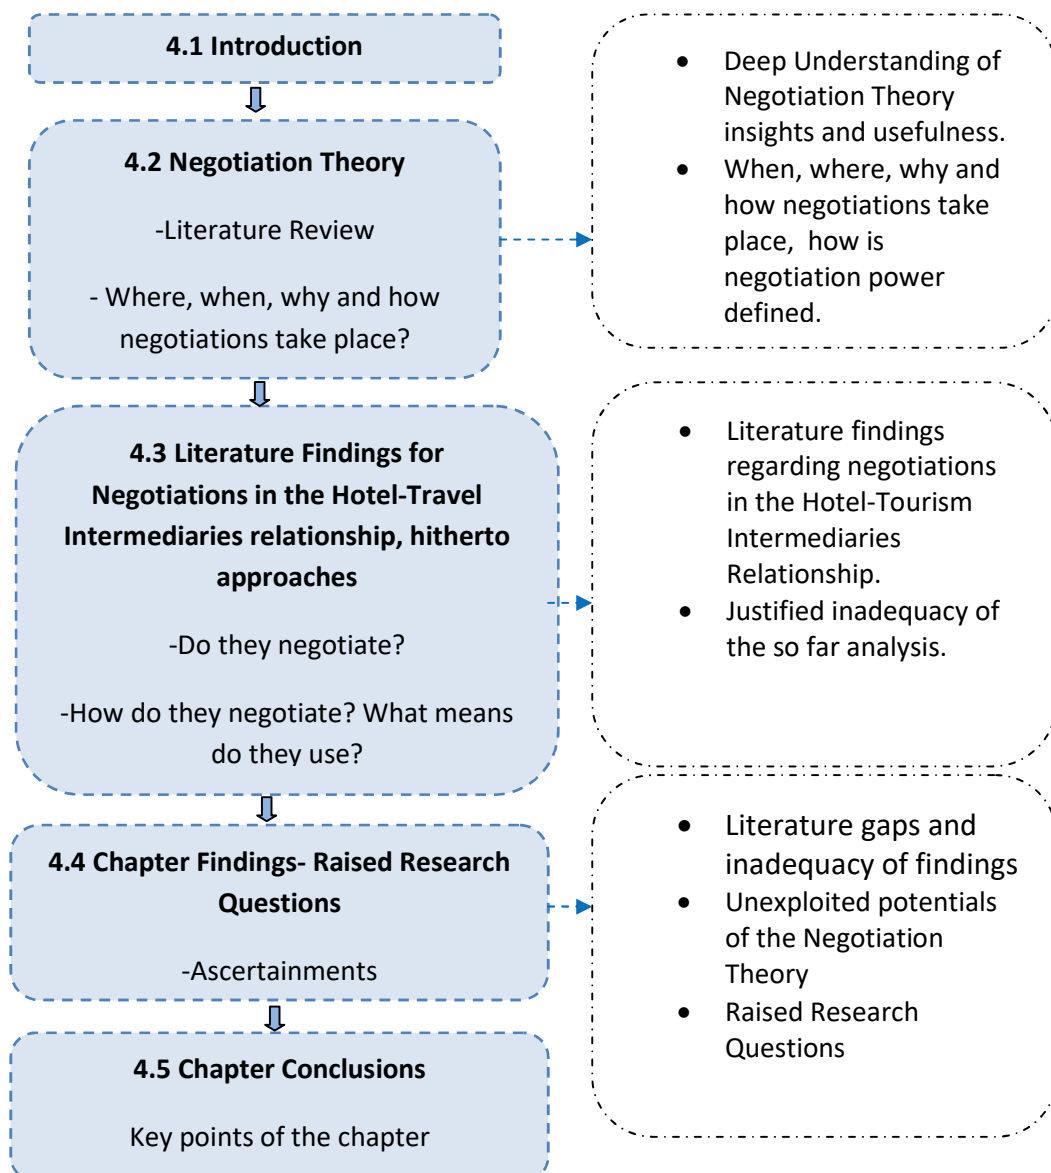 4.1 Introduction
4.2 Negotiation Theory
-Literature Review
- Where, when, why and how
negotiations take place?
• Deep Understanding of
Negotiation Theory
insights and usefulness.
• When, where, why and
how negotiations take
place,  how is
negotiation power
defined.
4.3 Literature Findings for
Negotiations in the Hotel-Travel
Intermediaries relationship, hitherto
approaches
-Do they negotiate?
-How do they negotiate? What means
do they use?
• Literature findings
regarding negotiations
in the Hotel-Tourism
Intermediaries
Relationship.
• Justified inadequacy of
the so far analysis.
4.4 Chapter Findings- Raised Research
Questions
-Ascertainments
• Literature gaps and
inadequacy of findings
• Unexploited potentials
of the Negotiation
Theory
• Raised Research
Questions
4.5 Chapter Conclusions
Key points of the chapter